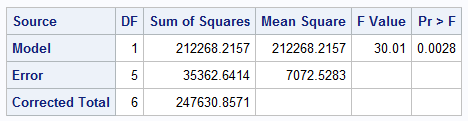 Source DF Sum of Squares Mean Square F Value Pr > F
Model 1 212268.2157 212268.2157 30.01 0.0028
Error 5 35362.6414 7072.5283
Corrected Total 6 247630.8571